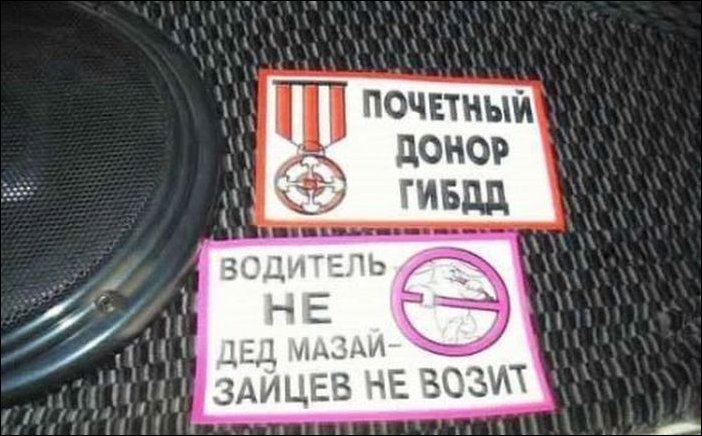 ПОЧЕТНЫЙ
ДОНОР
ГИБДД
ВОДИТЕЛЬ-
НЕ
ДЕД МАЗАЙ-
ЗАЙЦЕВ НЕ ВОЗИТ